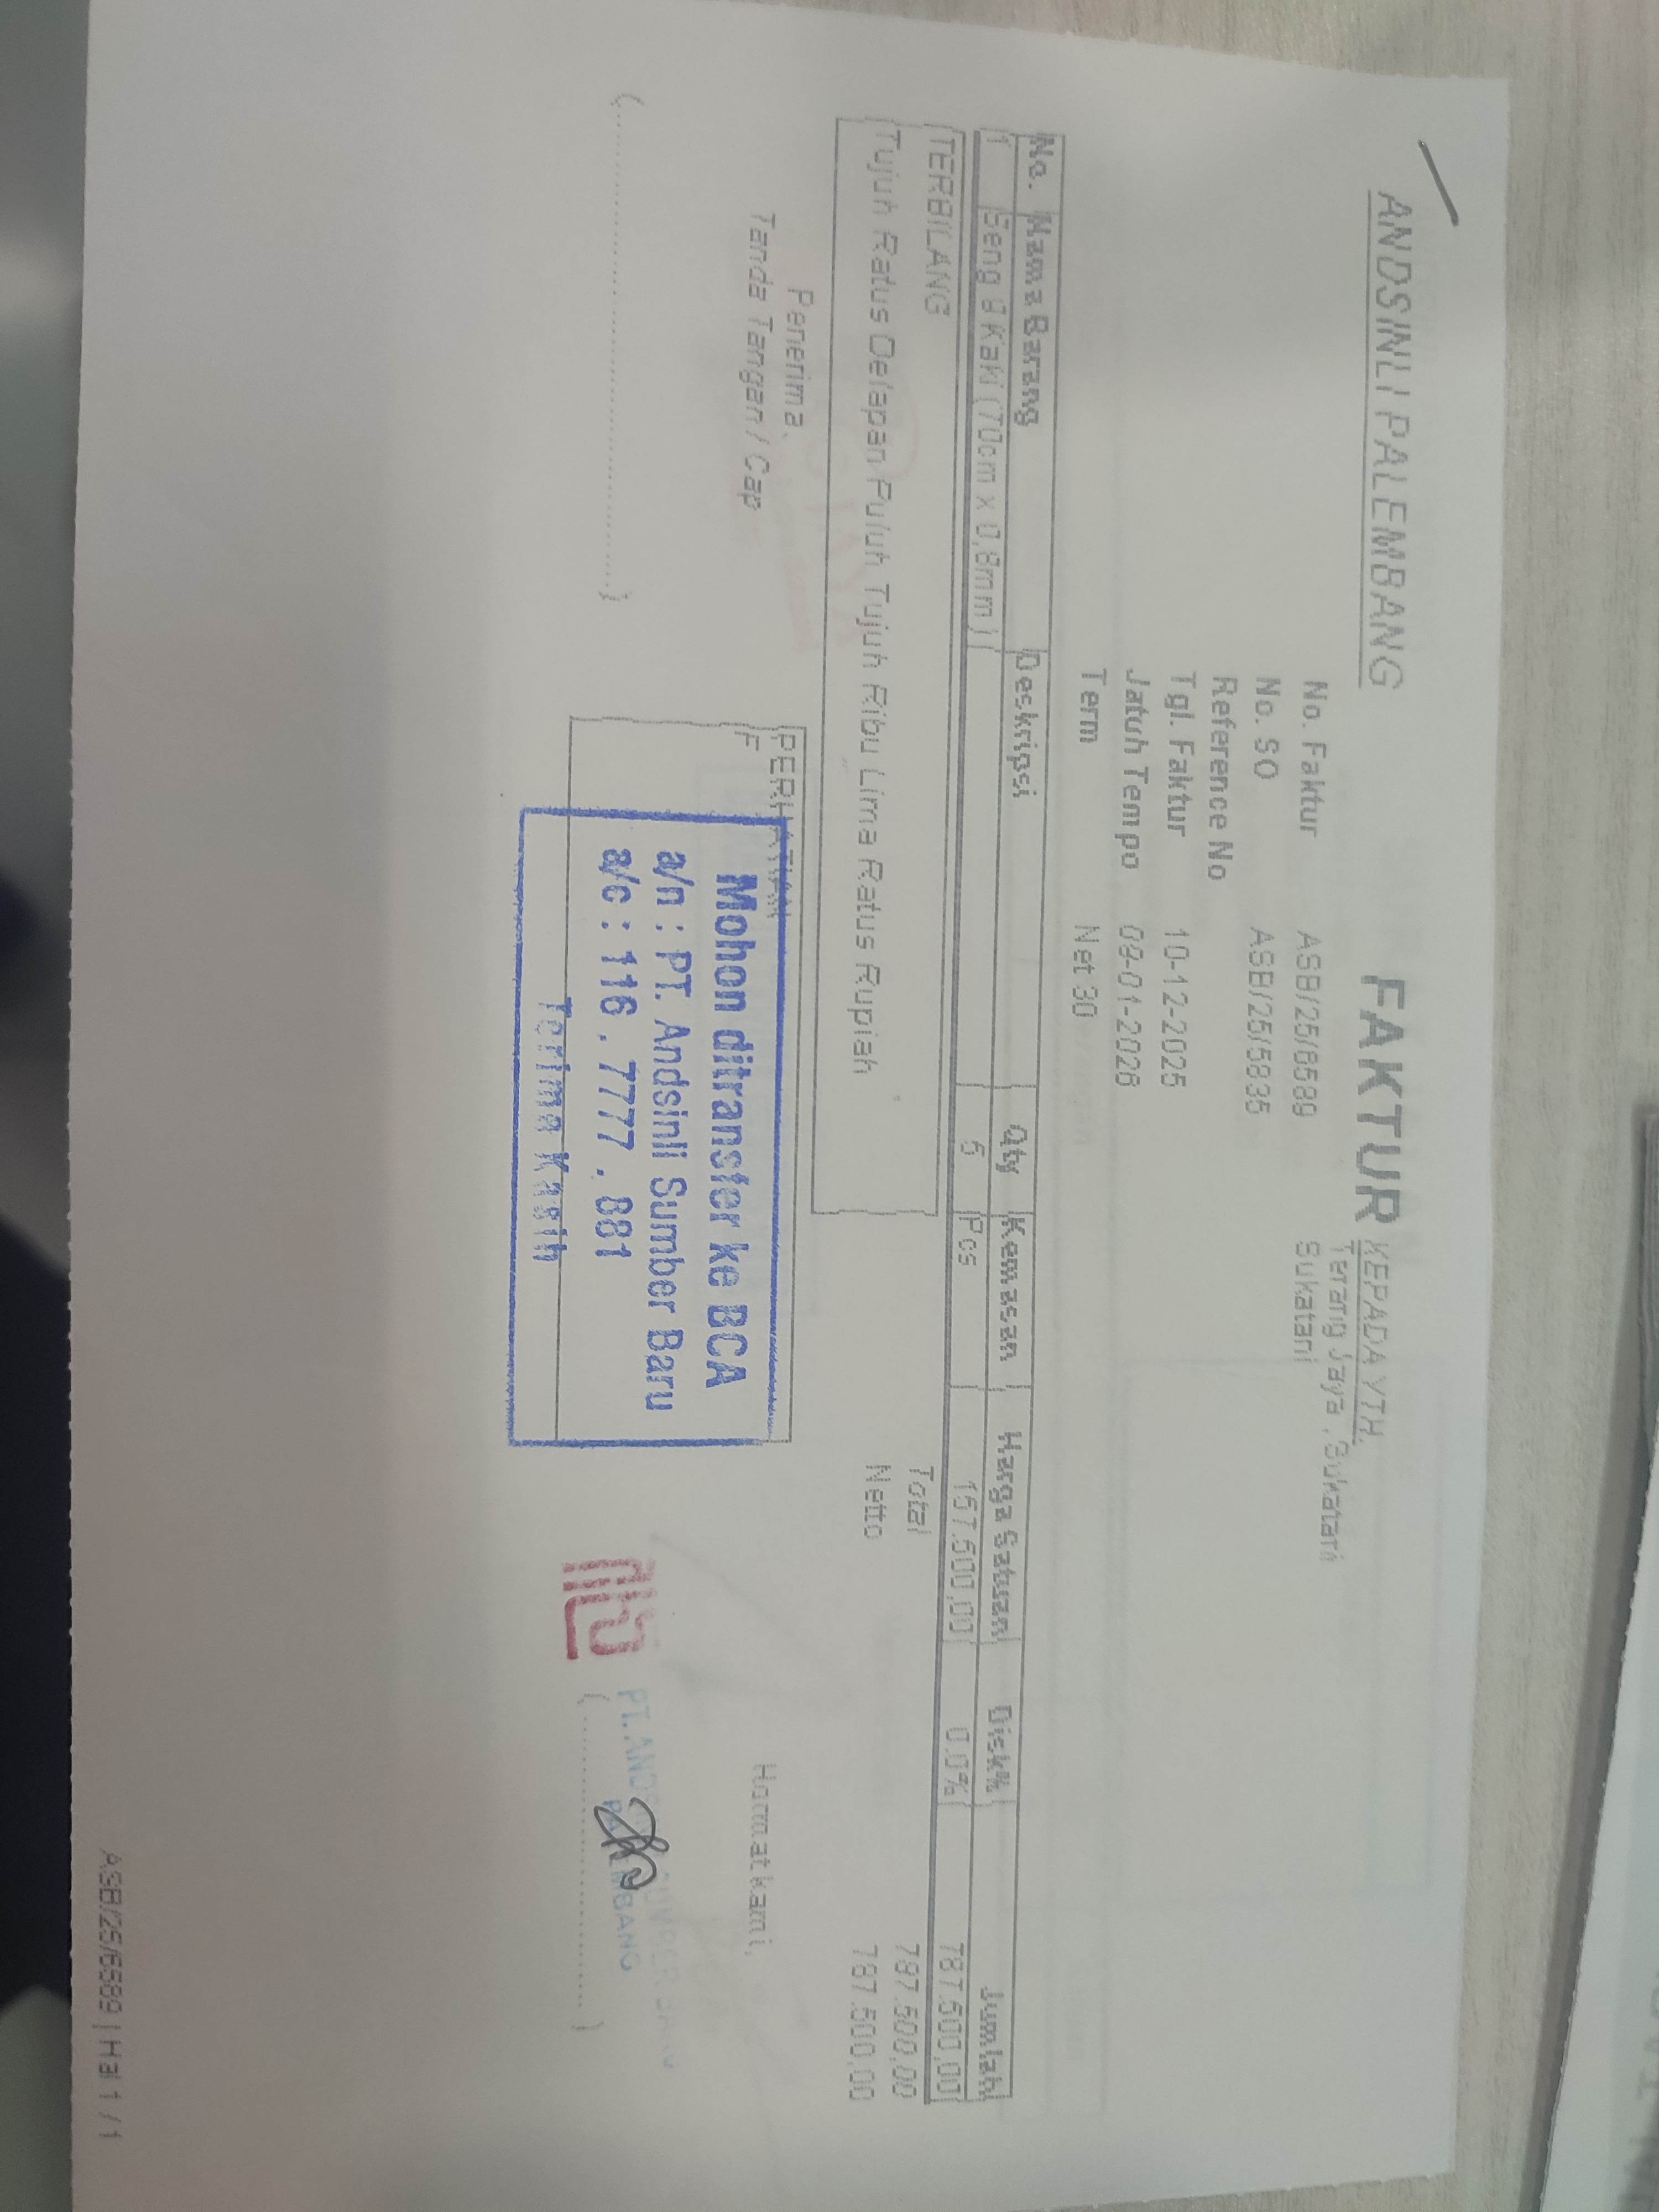 ANDSINLI PALEMBANG
FAKTUR
KEPADA YTH.
Terang Jaya , Sukatani
Sukatani
No. Faktur ASB/25/6589
No. SO ASB/25/5835
Reference No
Tgl. Faktur 10-12-2025
Jatuh Tempo 09-01-2026
Term Net 30
No. Nama Barang Deskripsi Qty Kemasan Harga Satuan Disk% Jumlah
1 Seng 8 Kaki (70cm x 0,8mm) 5 Pcs 157.500,00 0.0% 787.500,00
TERBILANG
Tujuh Ratus Delapan Puluh Tujuh Ribu Lima Ratus Rupiah
Total 787.500,00
Netto 787.500,00
Penerima,
Tanda Tangan / Cap
PERHATIAN
F
Mohon ditransfer ke BCA
a/n : PT. Andsinli Sumber Baru
a/c : 116 . 7777 . 881
Terima Kasih
Hormat kami,
(..............................)
(..............................)
ASB/25/6589 | Hal 1 / 1